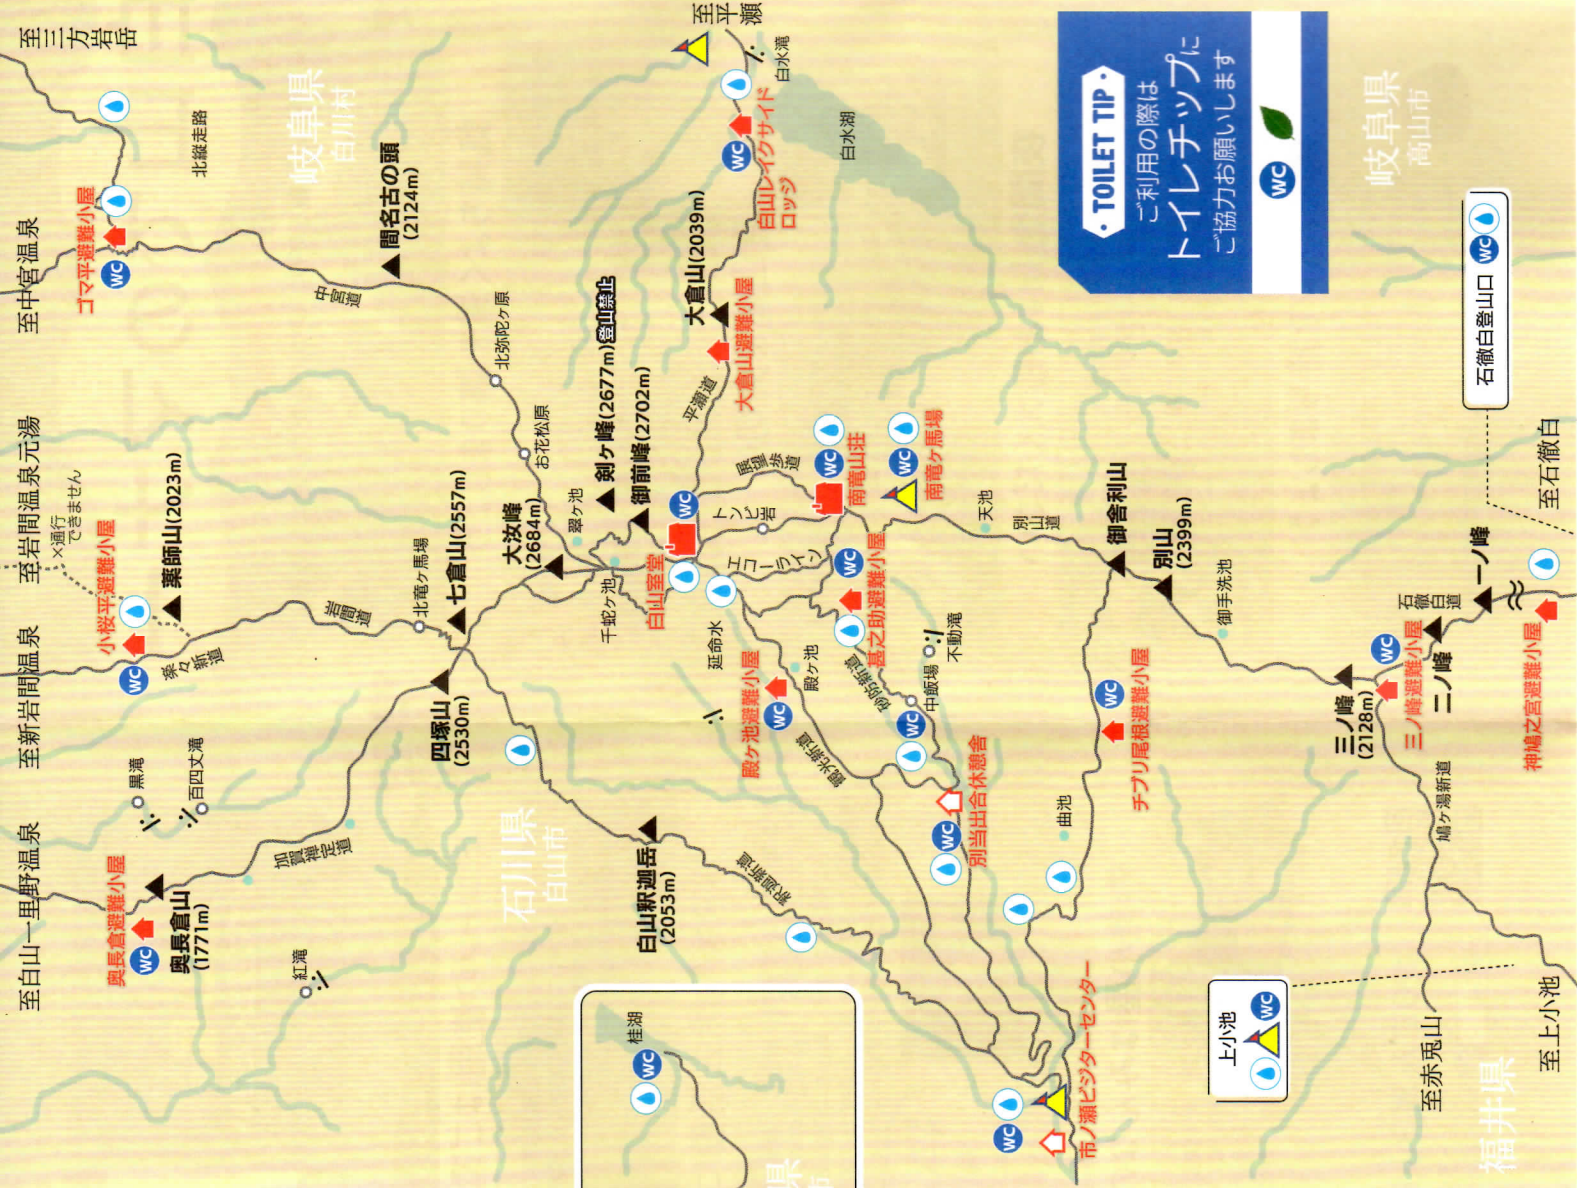 至三方岩岳
北縦走路
岐阜県
白川村
至中宮温泉
ゴマ平避難小屋
WC
中宮道
間名古の頭
(2124m)
北弥陀ヶ原
お花松原
至平瀬
白水滝
白山レイクサイド
ロッジ
WC
白水湖
大倉山(2039m)
大倉山避難小屋
平瀬道
TOILET TIP
ご利用の際は
トイレチップに
ご協力お願いします
WC
岐阜県
高山市
石徹白登山口
WC
至石徹白
至岩間温泉元湯
×通行
できません
小桜平避難小屋
WC
薬師山(2023m)
至新岩間温泉
楽々新道
岩間道
北竜ヶ馬場
七倉山(2557m)
大汝峰
(2684m)
翠ヶ池
剣ヶ峰(2677m)登山禁止
御前峰(2702m)
千蛇ヶ池
白山室堂
WC
展望歩道
トンビ岩
エコーライン
南竜山荘
WC
南竜ヶ馬場
WC
天池
別山道
御舎利山
別山
(2399m)
御手洗池
四塚山
(2530m)
延命水
殿ヶ池避難小屋
WC
殿ヶ池
甚之助避難小屋
WC
砂防新道
中飯場
不動滝
WC
観光新道
別当出合休憩舎
WC
チブリ尾根避難小屋
WC
曲池
三ノ峰
(2128m)
三ノ峰避難小屋
WC
二ノ峰
石徹白道
一ノ峰
神鳩之宮避難小屋
鳩ヶ湯新道
至白山一里野温泉
奥長倉避難小屋
WC
奥長倉山
(1771m)
黒滝
百四丈滝
加賀禅定道
紅滝
石川県
白山市
白山釈迦岳
(2053m)
釈迦新道
桂湖
WC
県
市
市ノ瀬ビジターセンター
WC
上小池
WC
至赤兎山
至上小池
福井県